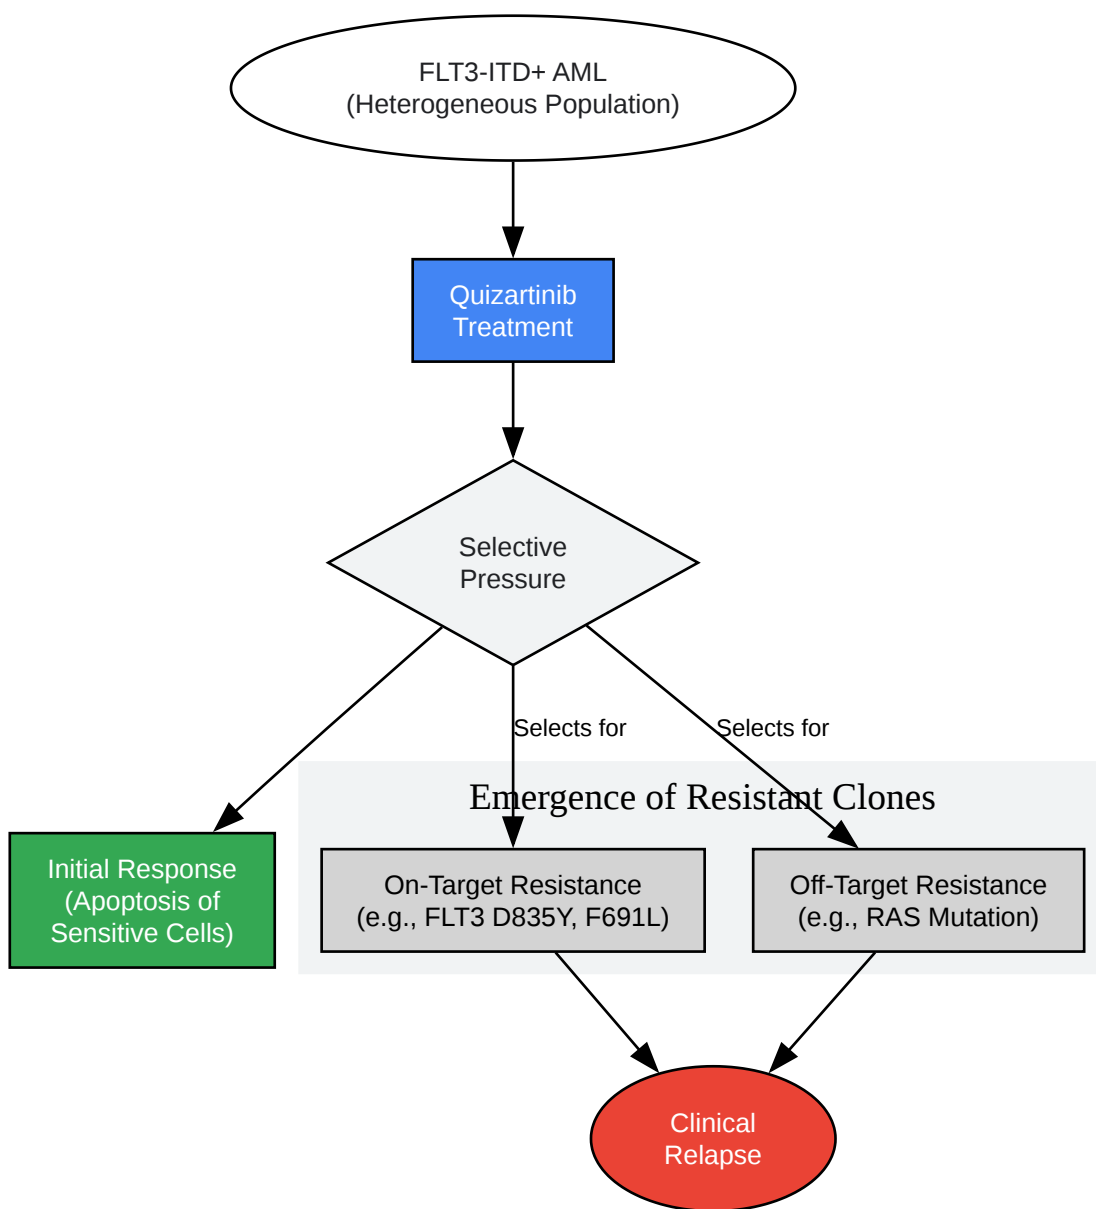 FLT3-ITD+ AML
(Heterogeneous Population)
Quizartinib
Treatment
Selective
Pressure
Selects for
Selects for
Emergence of Resistant Clones
Initial Response
(Apoptosis of
Sensitive Cells)
On-Target Resistance
(e.g., FLT3 D835Y, F691L)
Off-Target Resistance
(e.g., RAS Mutation)
Clinical
Relapse